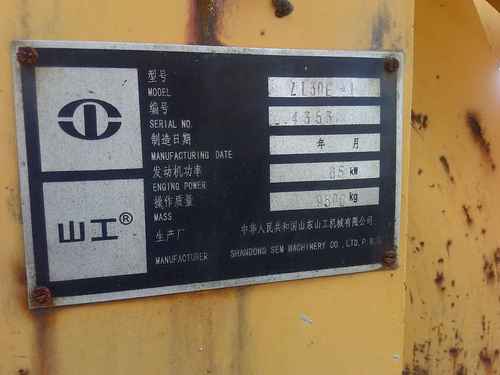 型号
MODEL ZL30E-1
编号
SERIAL NO. 4353
制造日期 年 月
MANUFACTURING DATE
发动机功率 85 kW
ENGING POWER
操作质量 9500 kg
MASS
生产厂 中华人民共和国山东山工机械有限公司
MANUFACTURER SHANDONG SEM MACHINERY CO., LTD. P.R.
山工®